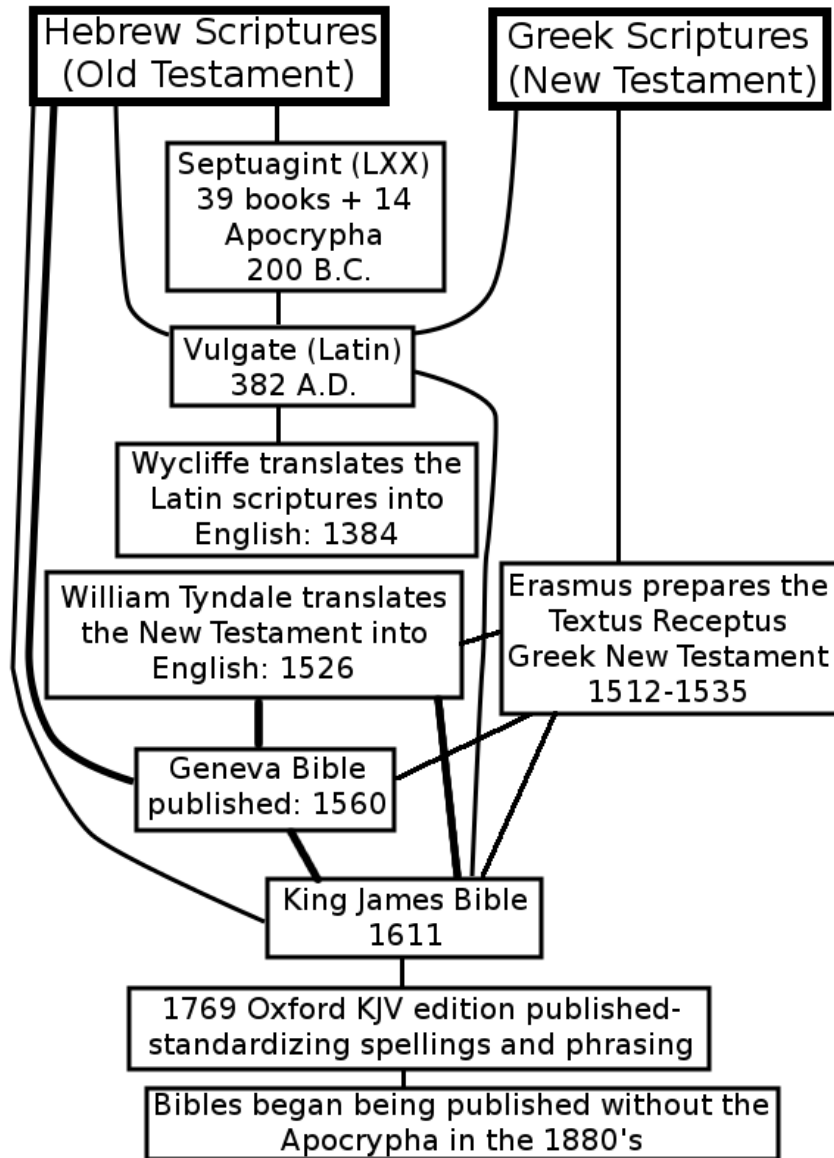 Hebrew Scriptures
(Old Testament)
Greek Scriptures
(New Testament)
Septuagint (LXX)
39 books + 14
Apocrypha
200 B.C.
Vulgate (Latin)
382 A.D.
Wycliffe translates the
Latin scriptures into
English: 1384
William Tyndale translates
the New Testament into
English: 1526
Erasmus prepares the
Textus Receptus
Greek New Testament
1512-1535
Geneva Bible
published: 1560
King James Bible
1611
1769 Oxford KJV edition published-
standardizing spellings and phrasing
Bibles began being published without the
Apocrypha in the 1880's